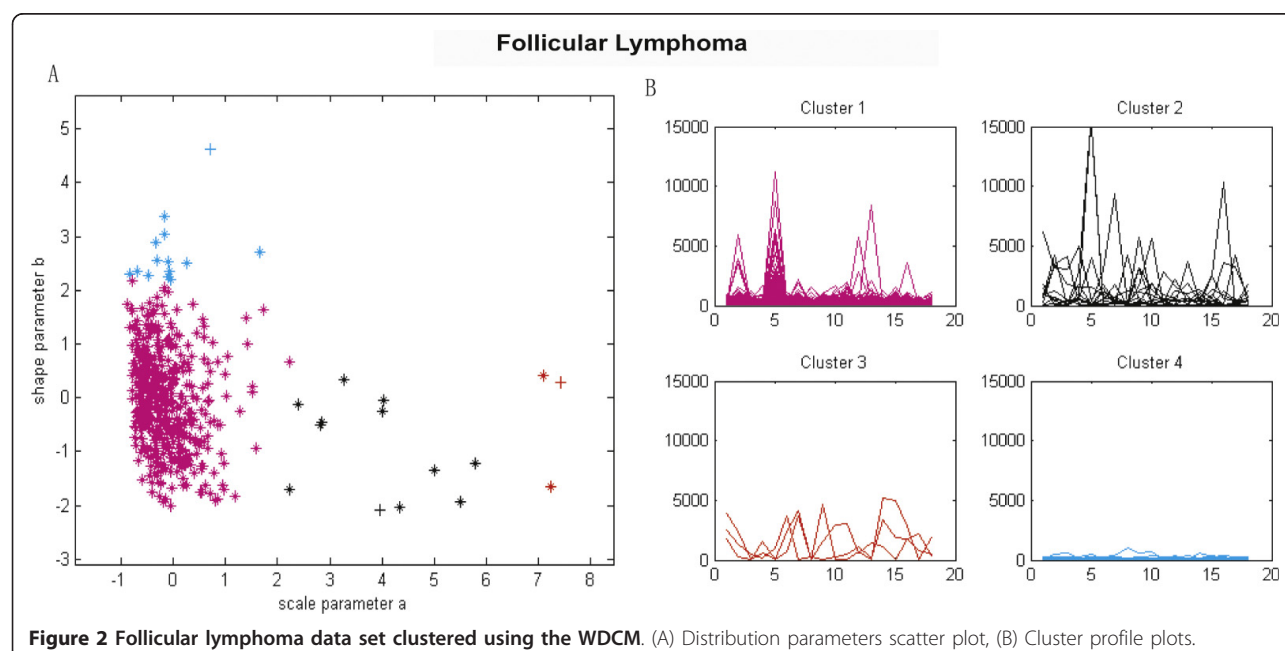 Follicular Lymphoma
A
5
4
3
2
1
0
-1
-2
-3
shape parameter b
-1 0 1 2 3 4 5 6 7 8
scale parameter a
B
Cluster 1
15000
10000
5000
0
0 5 10 15 20
Cluster 2
15000
10000
5000
0
0 5 10 15 20
Cluster 3
15000
10000
5000
0
0 5 10 15 20
Cluster 4
15000
10000
5000
0
0 5 10 15 20
Figure 2 Follicular lymphoma data set clustered using the WDCM. (A) Distribution parameters scatter plot, (B) Cluster profile plots.